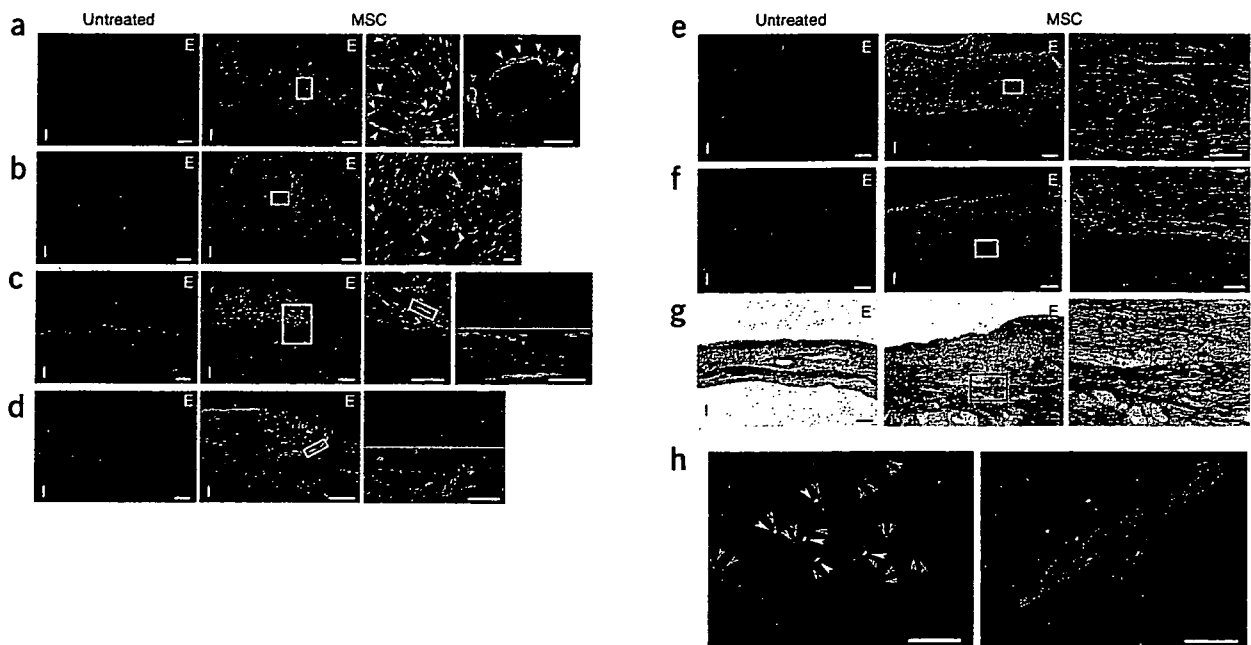 Untreated MSC
a E E
I I
b E E
I I
c E E
I I
d E E
I I
Untreated MSC
e E E
I I
f E E
I I
g E
I
h